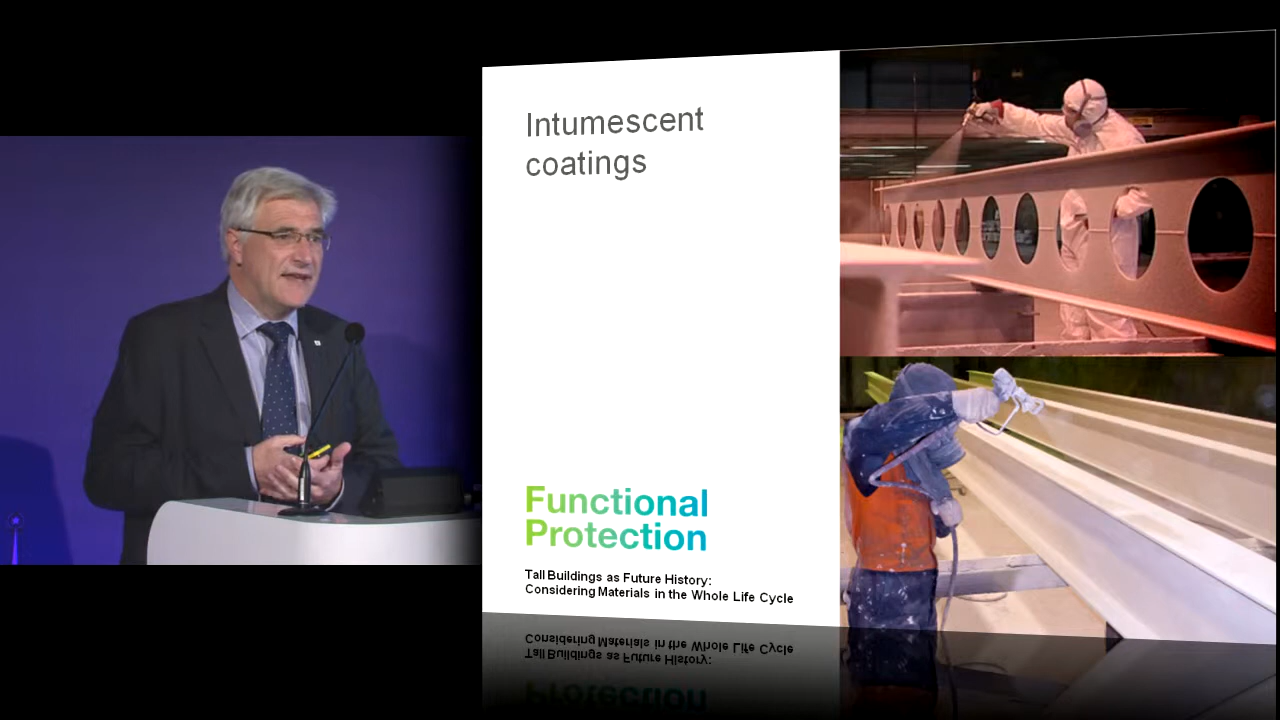 Intumescent
coatings
Functional
Protection
Tall Buildings as Future History:
Considering Materials in the Whole Life Cycle